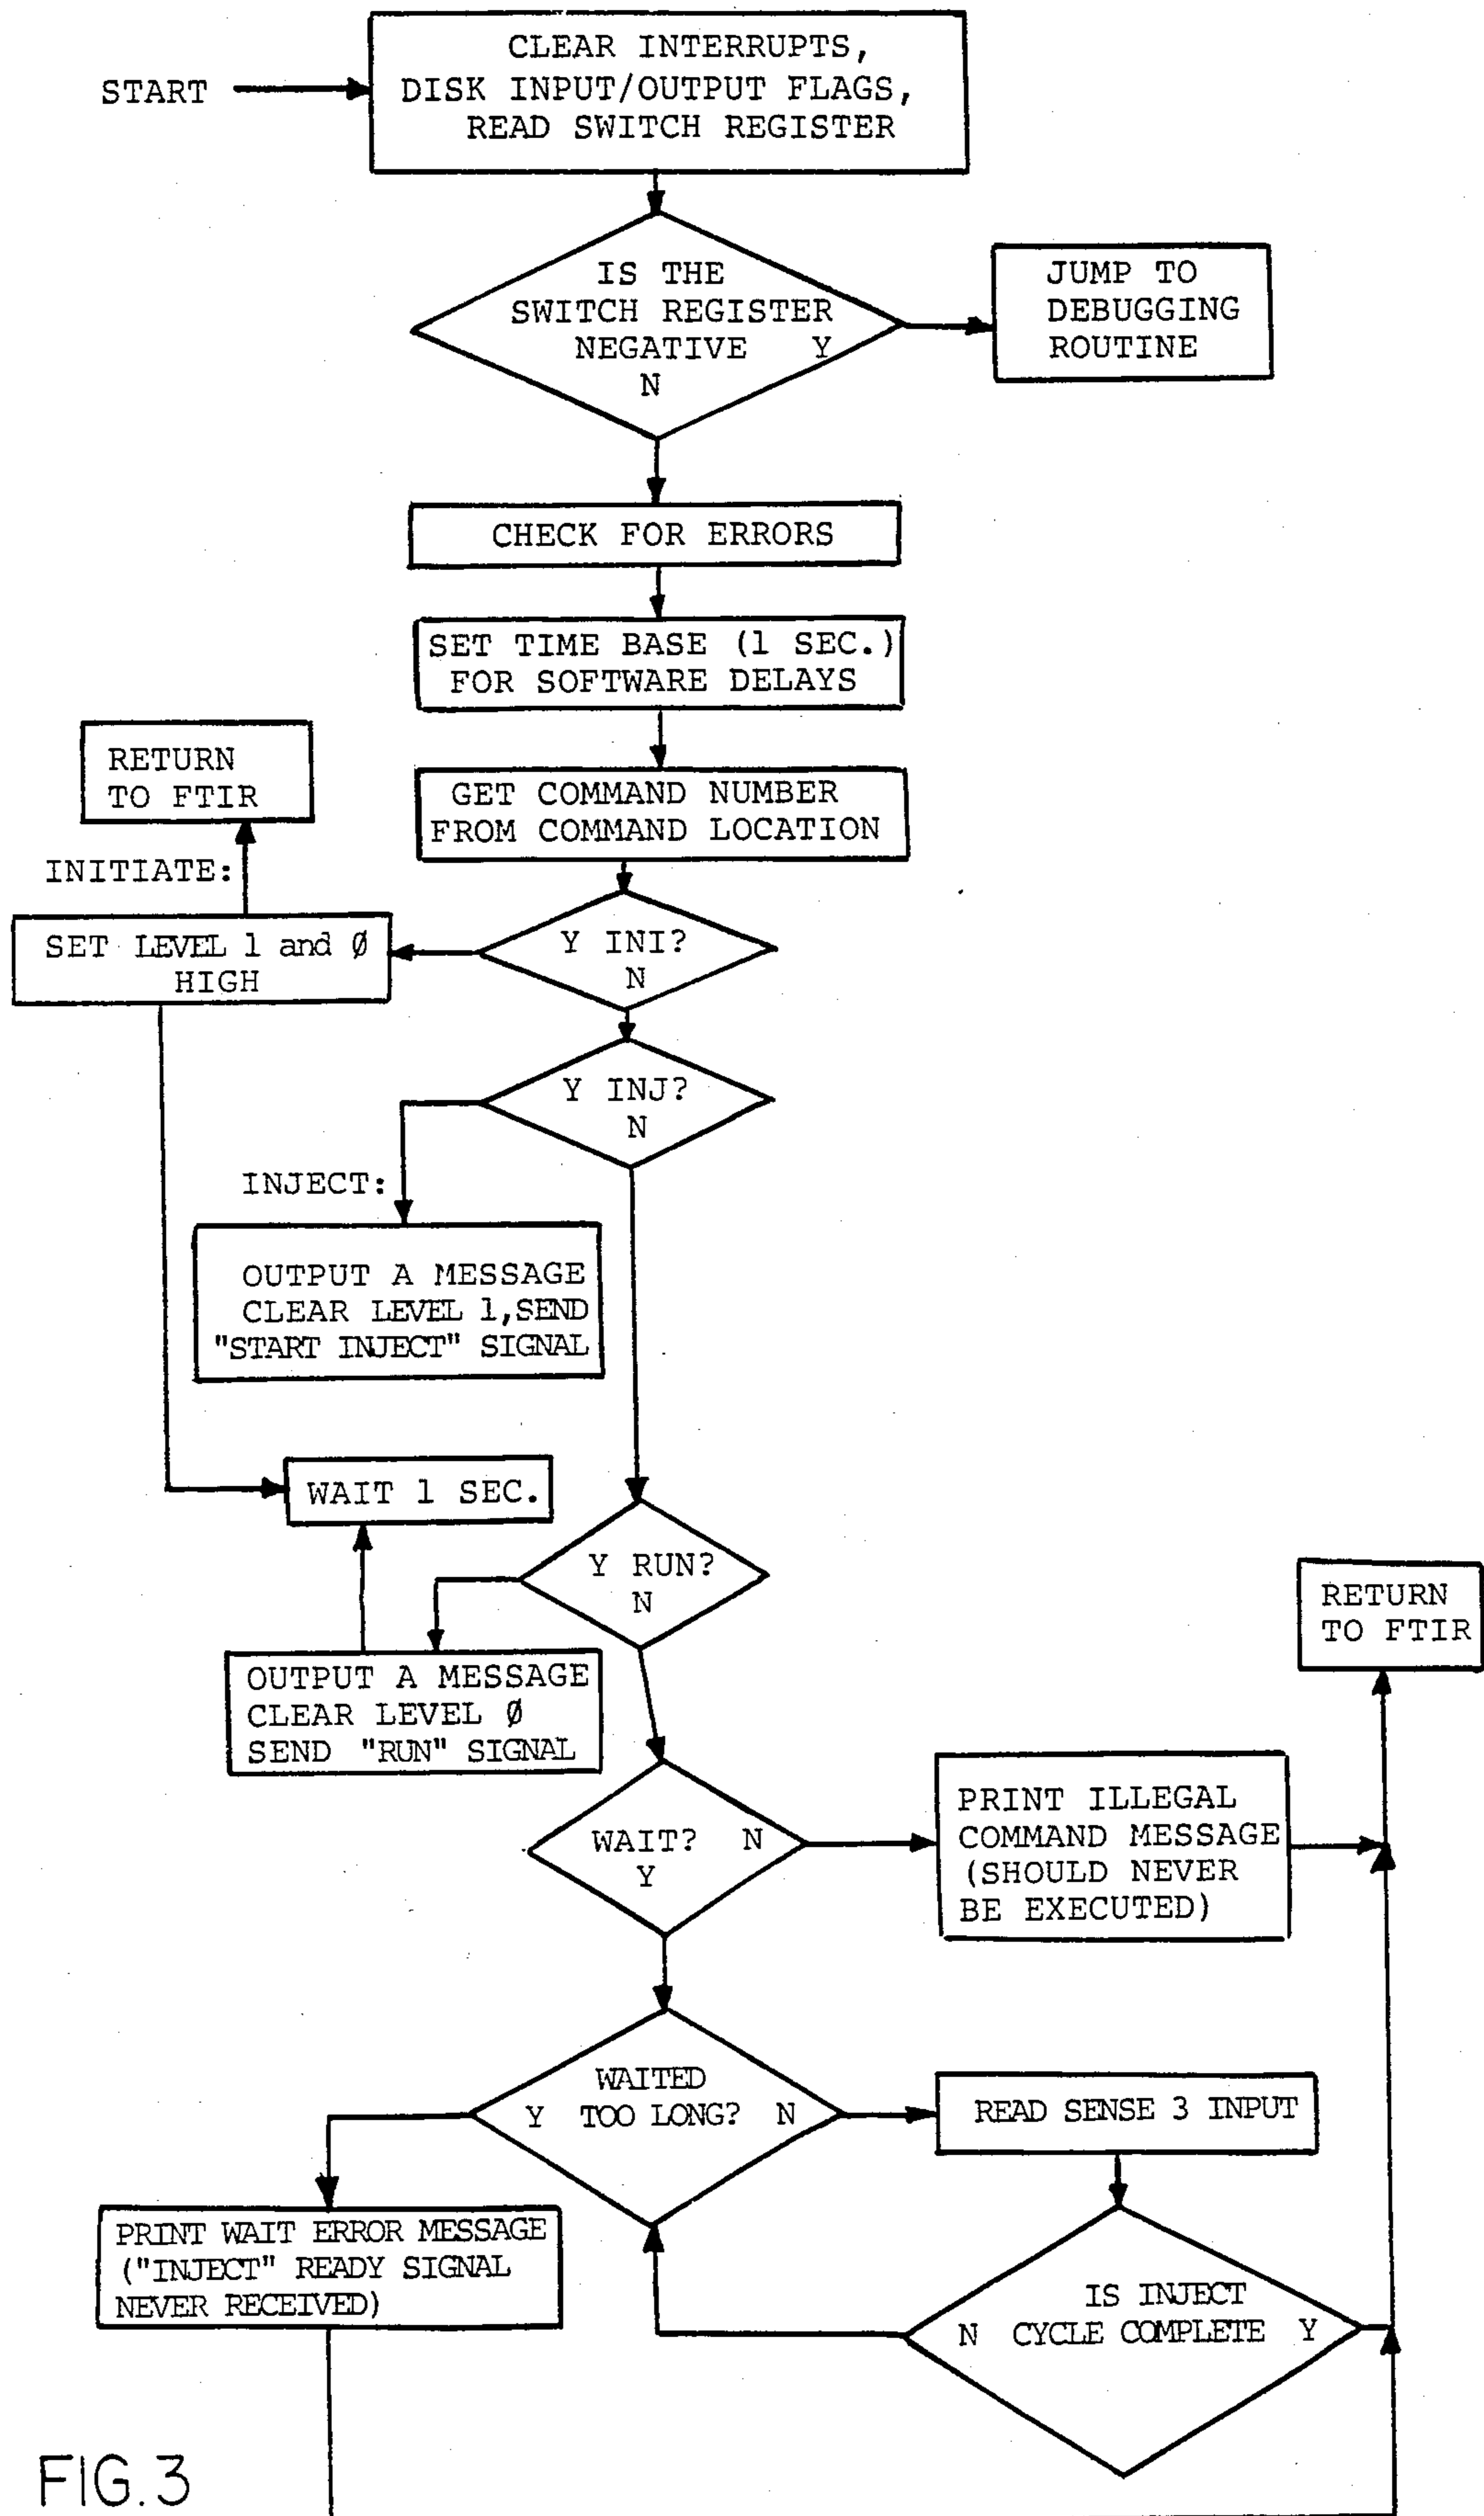 CLEAR INTERRUPTS,
START
DISK INPUT/OUTPUT FLAGS,
READ SWITCH REGISTER
IS THE
SWITCH REGISTER
NEGATIVE Y
N
JUMP TO
DEBUGGING
ROUTINE
CHECK FOR ERRORS
SET TIME BASE (1 SEC.)
FOR SOFTWARE DELAYS
RETURN
TO FTIR
GET COMMAND NUMBER
FROM COMMAND LOCATION
INITIATE:
SET LEVEL 1 and Ø
HIGH
Y INI?
N
Y INJ?
N
INJECT:
OUTPUT A MESSAGE
CLEAR LEVEL 1,SEND
"START INJECT" SIGNAL
WAIT 1 SEC.
Y RUN?
N
RETURN
TO FTIR
OUTPUT A MESSAGE
CLEAR LEVEL Ø
SEND "RUN" SIGNAL
WAIT? N
Y
PRINT ILLEGAL
COMMAND MESSAGE
(SHOULD NEVER
BE EXECUTED)
WAITED
Y TOO LONG? N
READ SENSE 3 INPUT
PRINT WAIT ERROR MESSAGE
("INJECT" READY SIGNAL
NEVER RECEIVED)
IS INJECT
N CYCLE COMPLETE Y
FIG.3